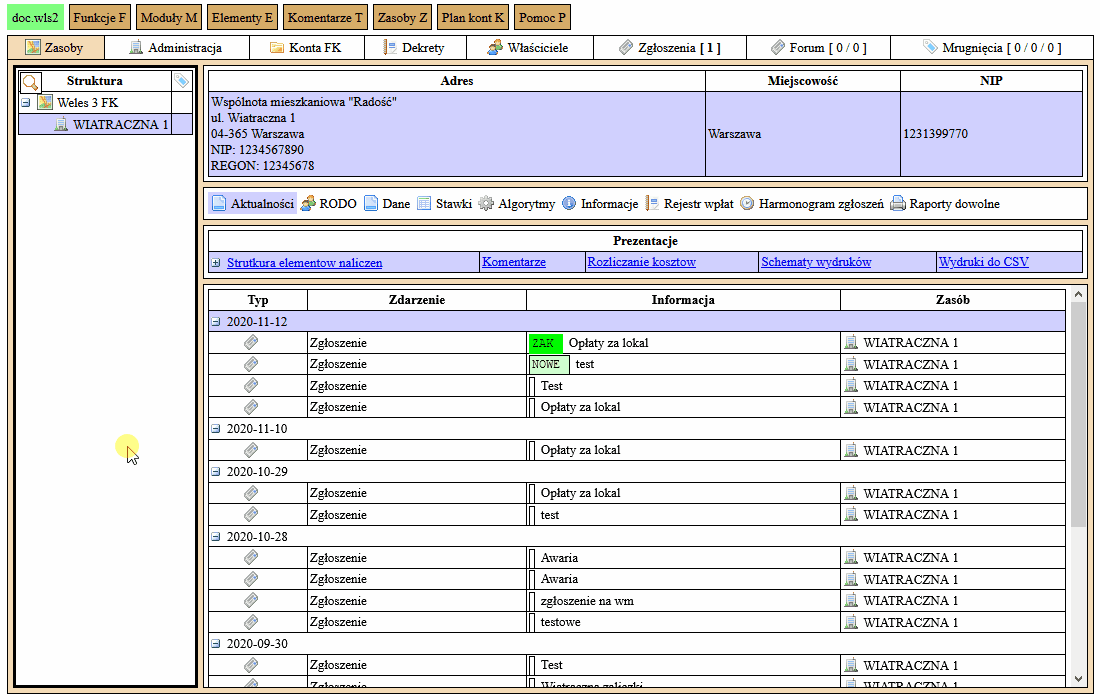 doc.wls2 Funkcje F Moduły M Elementy E Komentarze T Zasoby Z Plan kont K Pomoc P
Zasoby Administracja Konta FK Dekrety Właściciele Zgłoszenia [ 1 ] Forum [ 0 / 0 ] Mrugnięcia [ 0 / 0 / 0 ]
Struktura
Weles 3 FK
WIATRACZNA 1
Adres Miejscowość NIP
Wspólnota mieszkaniowa "Radość"
ul. Wiatraczna 1
04-365 Warszawa
NIP: 1234567890
REGON: 12345678
Warszawa
1231399770
Aktualności RODO Dane Stawki Algorytmy Informacje Rejestr wpłat Harmonogram zgłoszeń Raporty dowolne
Prezentacje
Strutkura elementow naliczen Komentarze Rozliczanie kosztow Schematy wydruków Wydruki do CSV
Typ Zdarzenie Informacja Zasób
2020-11-12
Zgłoszenie ZAK Opłaty za lokal WIATRACZNA 1
Zgłoszenie NOWE test WIATRACZNA 1
Zgłoszenie Test WIATRACZNA 1
Zgłoszenie Opłaty za lokal WIATRACZNA 1
2020-11-10
Zgłoszenie Opłaty za lokal WIATRACZNA 1
2020-10-29
Zgłoszenie Opłaty za lokal WIATRACZNA 1
Zgłoszenie test WIATRACZNA 1
2020-10-28
Zgłoszenie Awaria WIATRACZNA 1
Zgłoszenie Awaria WIATRACZNA 1
Zgłoszenie zgłoszenie na wm WIATRACZNA 1
Zgłoszenie testowe WIATRACZNA 1
2020-09-30
Zgłoszenie Test WIATRACZNA 1
Zgłoszenie Wiatraczna zaliczki WIATRACZNA 1